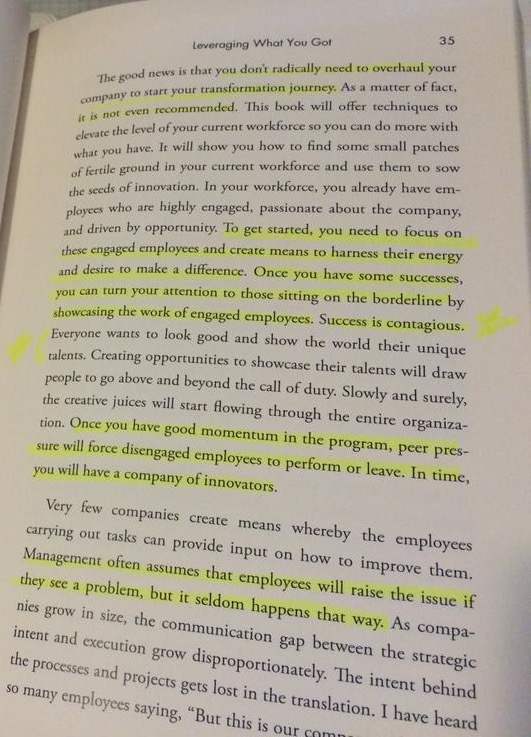 Leveraging What You Got 35
The good news is that you don't radically need to overhaul your
company to start your transformation journey. As a matter of fact,
it is not even recommended. This book will offer techniques to
elevate the level of your current workforce so you can do more with
what you have. It will show you how to find some small patches
of fertile ground in your current workforce and use them to sow
the seeds of innovation. In your workforce, you already have em-
ployees who are highly engaged, passionate about the company,
and driven by opportunity. To get started, you need to focus on
these engaged employees and create means to harness their energy
and desire to make a difference. Once you have some successes,
you can turn your attention to those sitting on the borderline by
showcasing the work of engaged employees. Success is contagious.
Everyone wants to look good and show the world their unique
talents. Creating opportunities to showcase their talents will draw
people to go above and beyond the call of duty. Slowly and surely,
the creative juices will start flowing through the entire organiza-
tion. Once you have good momentum in the program, peer pres-
sure will force disengaged employees to perform or leave. In time,
you will have a company of innovators.
Very few companies create means whereby the employees
carrying out tasks can provide input on how to improve them.
Management often assumes that employees will raise the issue if
they see a problem, but it seldom happens that way. As compa-
nies grow in size, the communication gap between the strategic
intent and execution grow disproportionately. The intent behind
the processes and projects gets lost in the translation. I have heard
so many employees saying, "But this is our